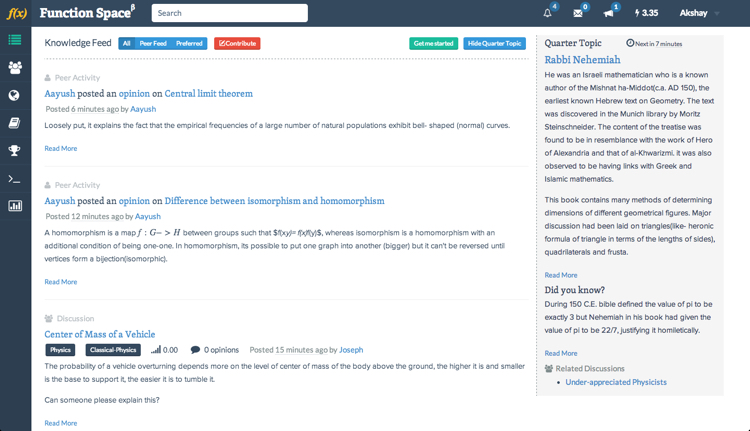 f(x) Function Space β Search 4 0 1 3.35 Akshay
Knowledge Feed All Peer Feed Preferred Contribute Get me started Hide Quarter Topic
Peer Activity
Aayush posted an opinion on Central limit theorem
Posted 6 minutes ago by Aayush
Loosely put, it explains the fact that the empirical frequencies of a large number of natural populations exhibit bell- shaped (normal) curves.
Read More
Peer Activity
Aayush posted an opinion on Difference between isomorphism and homomorphism
Posted 12 minutes ago by Aayush
A homomorphism is a map f : G− > H between groups such that $f(xy)= f(x)f(y)$, whereas isomorphism is a homomorphism with an
additional condition of being one-one. In homomorphism, its possible to put one graph into another (bigger) but it can't be reversed until
vertices form a bijection(isomorphic).
Read More
Discussion
Center of Mass of a Vehicle
Physics Classical-Physics 0.00 0 opinions Posted 15 minutes ago by Joseph
The probability of a vehicle overturning depends more on the level of center of mass of the body above the ground, the higher it is and smaller
is the base to support it, the easier it is to tumble it.
Can someone please explain this?
Read More
Quarter Topic Next in 7 minutes
Rabbi Nehemiah
He was an Israeli mathematician who is a known
author of the Mishnat ha-Middot(ca. AD 150), the
earliest known Hebrew text on Geometry. The text
was discovered in the Munich library by Moritz
Steinschneider. The content of the treatise was
found to be in resemblance with the work of Hero
of Alexandria and that of al-Khwarizmi. it was also
observed to be having links with Greek and
Islamic mathematics.
This book contains many methods of determining
dimensions of different geometrical figures. Major
discussion had been laid on triangles(like- heronic
formula of triangle in terms of the lengths of sides),
quadrilaterals and frusta.
Read More
Did you know?
During 150 C.E. bible defined the value of pi to be
exactly 3 but Nehemiah in his book had given the
value of pi to be 22/7, justifying it homiletically.
Read More
Related Discussions
Under-appreciated Physicists